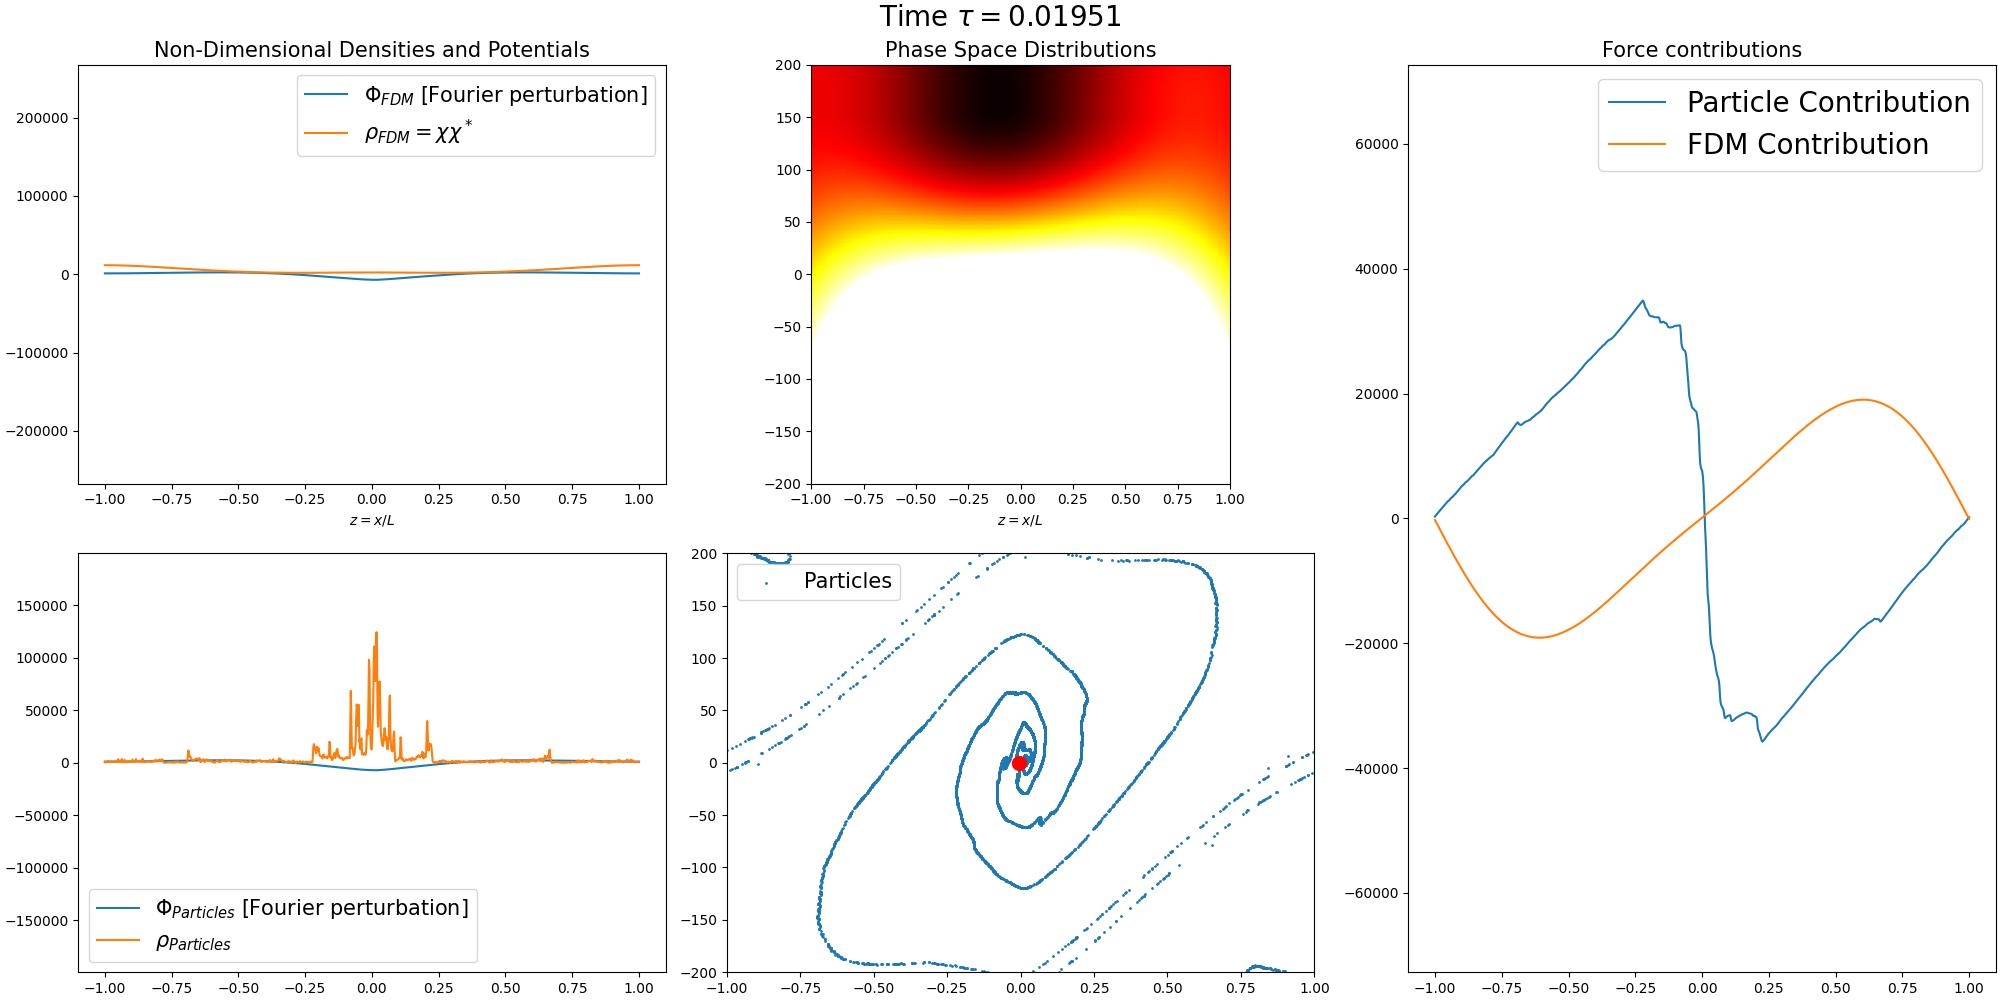 Time τ = 0.01951
Non-Dimensional Densities and Potentials
Φ_FDM [Fourier perturbation]
ρ_FDM = χχ*
200000
100000
0
−100000
−200000
−1.00 −0.75 −0.50 −0.25 0.00 0.25 0.50 0.75 1.00
z = x/L
Phase Space Distributions
200
150
100
50
0
−50
−100
−150
−200
−1.00 −0.75 −0.50 −0.25 0.00 0.25 0.50 0.75 1.00
z = x/L
Force contributions
Particle Contribution
FDM Contribution
60000
40000
20000
0
−20000
−40000
−60000
−1.00 −0.75 −0.50 −0.25 0.00 0.25 0.50 0.75 1.00
150000
100000
50000
0
−50000
−100000
−150000
Φ_Particles [Fourier perturbation]
ρ_Particles
−1.00 −0.75 −0.50 −0.25 0.00 0.25 0.50 0.75 1.00
Particles
200
150
100
50
0
−50
−100
−150
−200
−1.00 −0.75 −0.50 −0.25 0.00 0.25 0.50 0.75 1.00